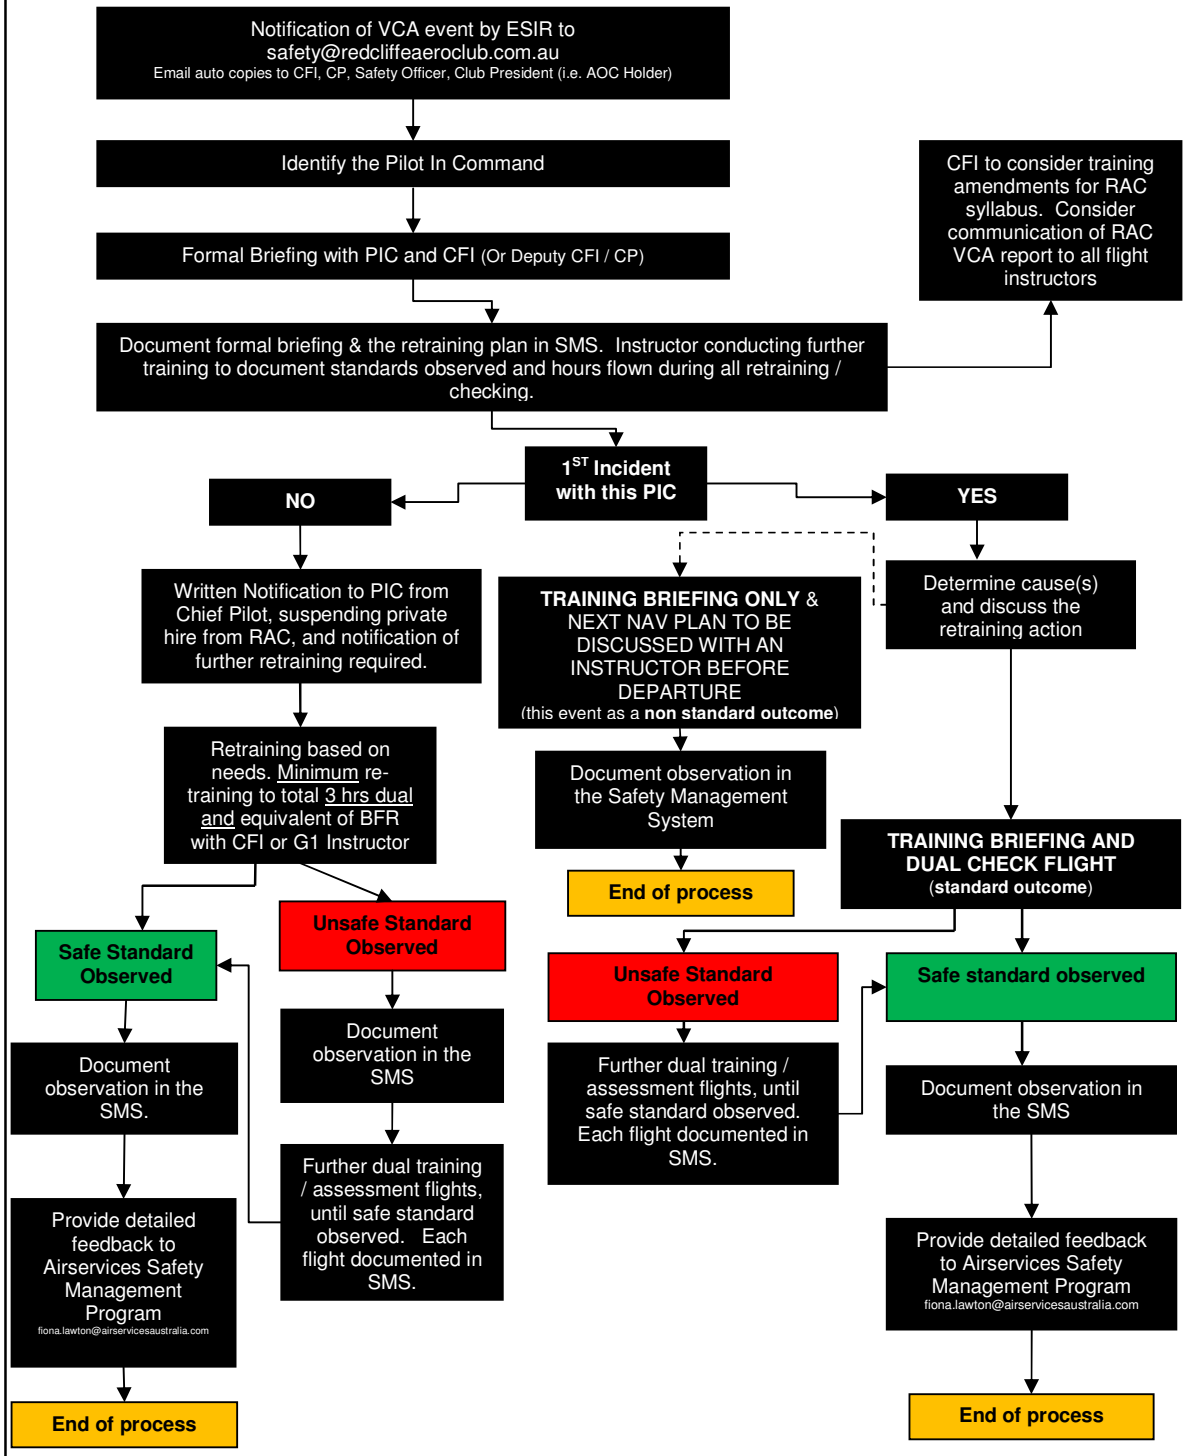 Notification of VCA event by ESIR to
safety@redcliffeaeroclub.com.au
Email auto copies to CFI, CP, Safety Officer, Club President (i.e. AOC Holder)
Identify the Pilot In Command
Formal Briefing with PIC and CFI (Or Deputy CFI / CP)
CFI to consider training
amendments for RAC
syllabus. Consider
communication of RAC
VCA report to all flight
instructors
Document formal briefing & the retraining plan in SMS. Instructor conducting further
training to document standards observed and hours flown during all retraining /
checking.
1ST Incident
with this PIC
NO
YES
Written Notification to PIC from
Chief Pilot, suspending private
hire from RAC, and notification of
further retraining required.
TRAINING BRIEFING ONLY &
NEXT NAV PLAN TO BE
DISCUSSED WITH AN
INSTRUCTOR BEFORE
DEPARTURE
(this event as a non standard outcome)
Determine cause(s)
and discuss the
retraining action
Retraining based on
needs. Minimum re-
training to total 3 hrs dual
and equivalent of BFR
with CFI or G1 Instructor
Document observation in
the Safety Management
System
End of process
TRAINING BRIEFING AND
DUAL CHECK FLIGHT
(standard outcome)
Safe Standard
Observed
Unsafe Standard
Observed
Unsafe Standard
Observed
Safe standard observed
Document
observation in the
SMS.
Document
observation in the
SMS
Further dual training /
assessment flights, until
safe standard observed.
Each flight documented in
SMS.
Document observation in
the SMS
Provide detailed
feedback to
Airservices Safety
Management
Program
fiona.lawton@airservicesaustralia.com
Further dual training
/ assessment flights,
until safe standard
observed. Each
flight documented in
SMS.
Provide detailed feedback
to Airservices Safety
Management Program
fiona.lawton@airservicesaustralia.com
End of process
End of process